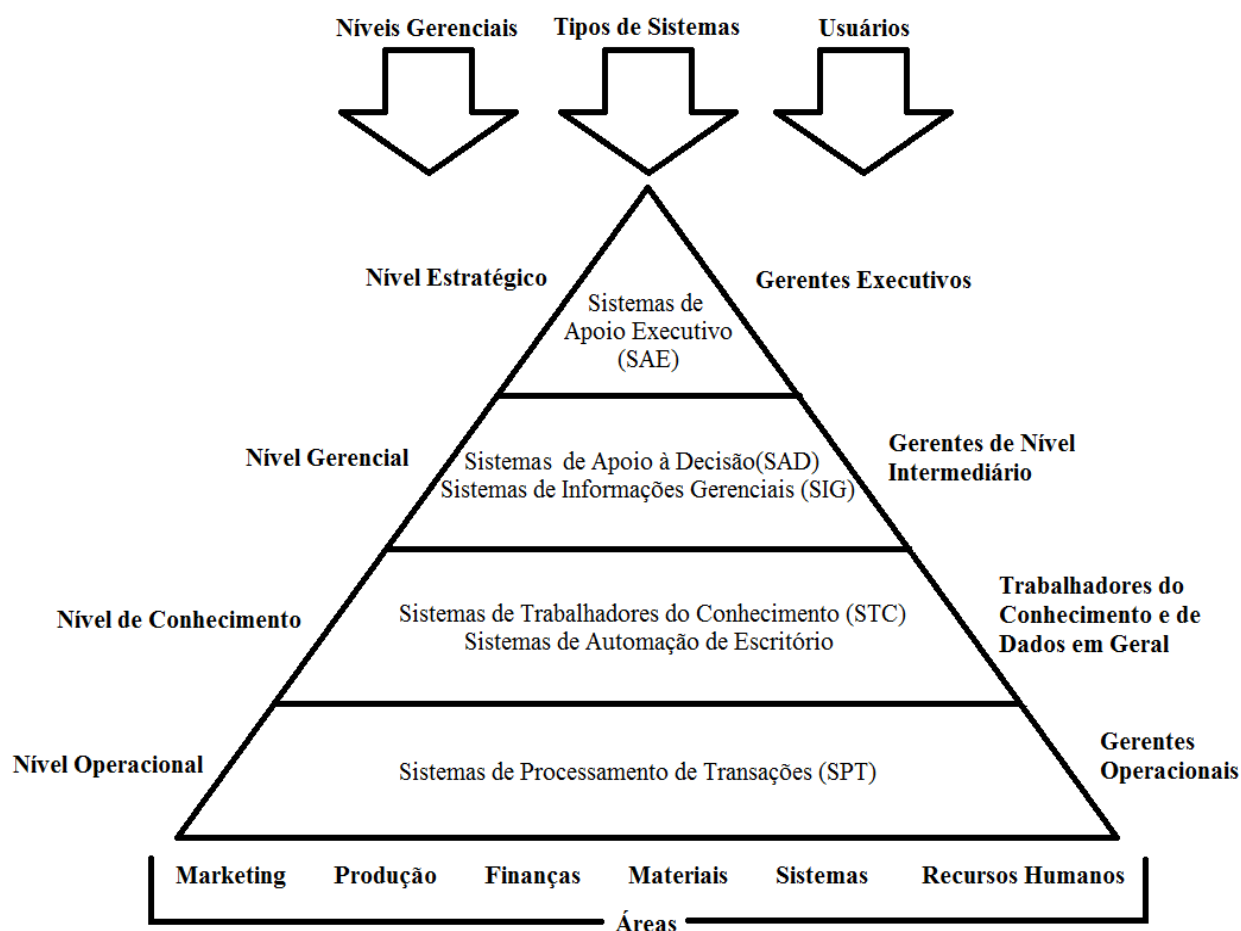 Níveis Gerenciais
Tipos de Sistemas
Usuários
Nível Estratégico
Sistemas de
Apoio Executivo
(SAE)
Gerentes Executivos
Nível Gerencial
Sistemas de Apoio à Decisão(SAD)
Sistemas de Informações Gerenciais (SIG)
Gerentes de Nível
Intermediário
Nível de Conhecimento
Sistemas de Trabalhadores do Conhecimento (STC)
Sistemas de Automação de Escritório
Trabalhadores do
Conhecimento e de
Dados em Geral
Nível Operacional
Sistemas de Processamento de Transações (SPT)
Gerentes
Operacionais
Marketing
Produção
Finanças
Materiais
Sistemas
Recursos Humanos
Áreas